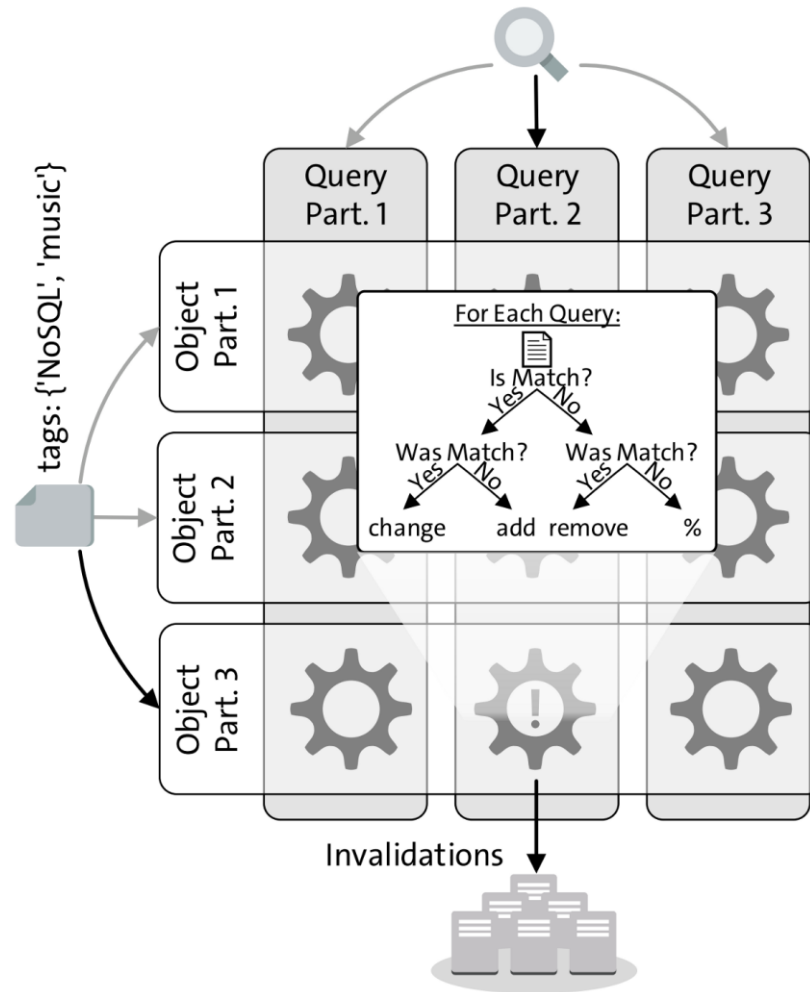 Query
Part. 1
Query
Part. 2
Query
Part. 3
tags: {'NoSQL', 'music'}
Object
Part. 1
For Each Query:
Is Match?
Yes
No
Was Match?
Yes
No
Was Match?
Yes
No
change
add
remove
%
Object
Part. 2
Object
Part. 3
!
Invalidations